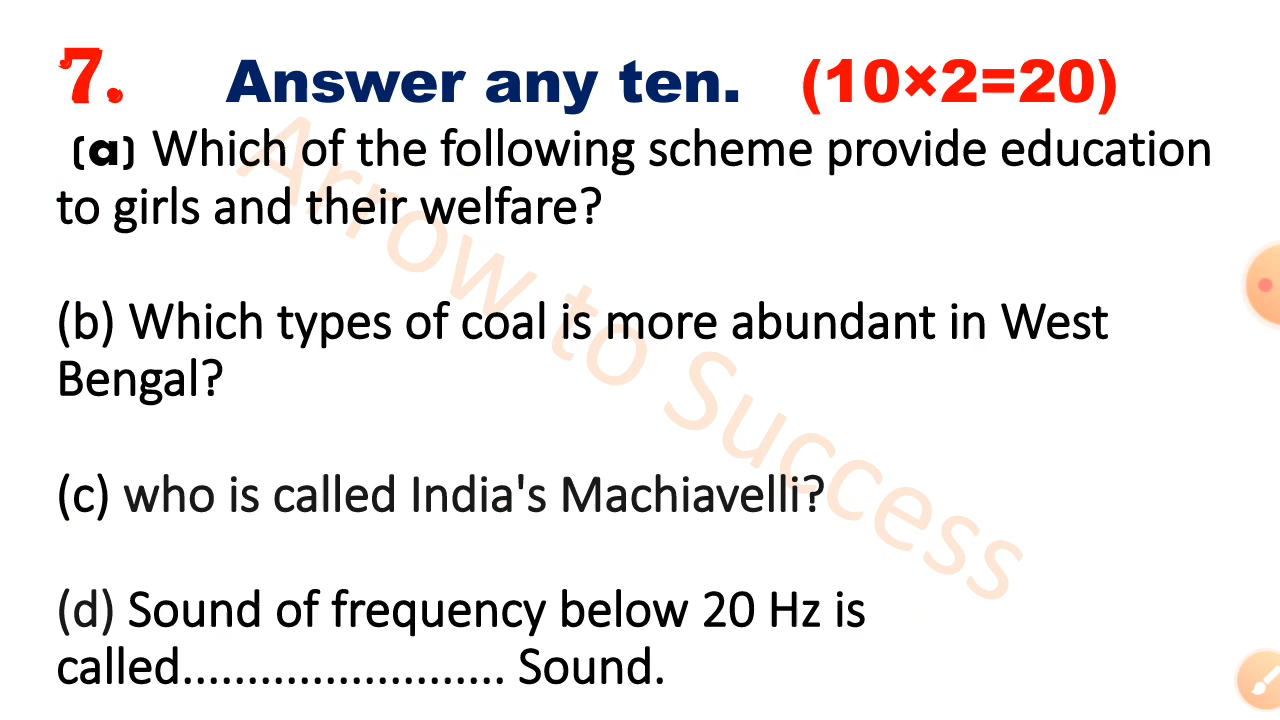 7. Answer any ten. (10×2=20)
(a) Which of the following scheme provide education
to girls and their welfare?
(b) Which types of coal is more abundant in West
Bengal?
(c) who is called India's Machiavelli?
(d) Sound of frequency below 20 Hz is
called......................... Sound.
Arrow to Success